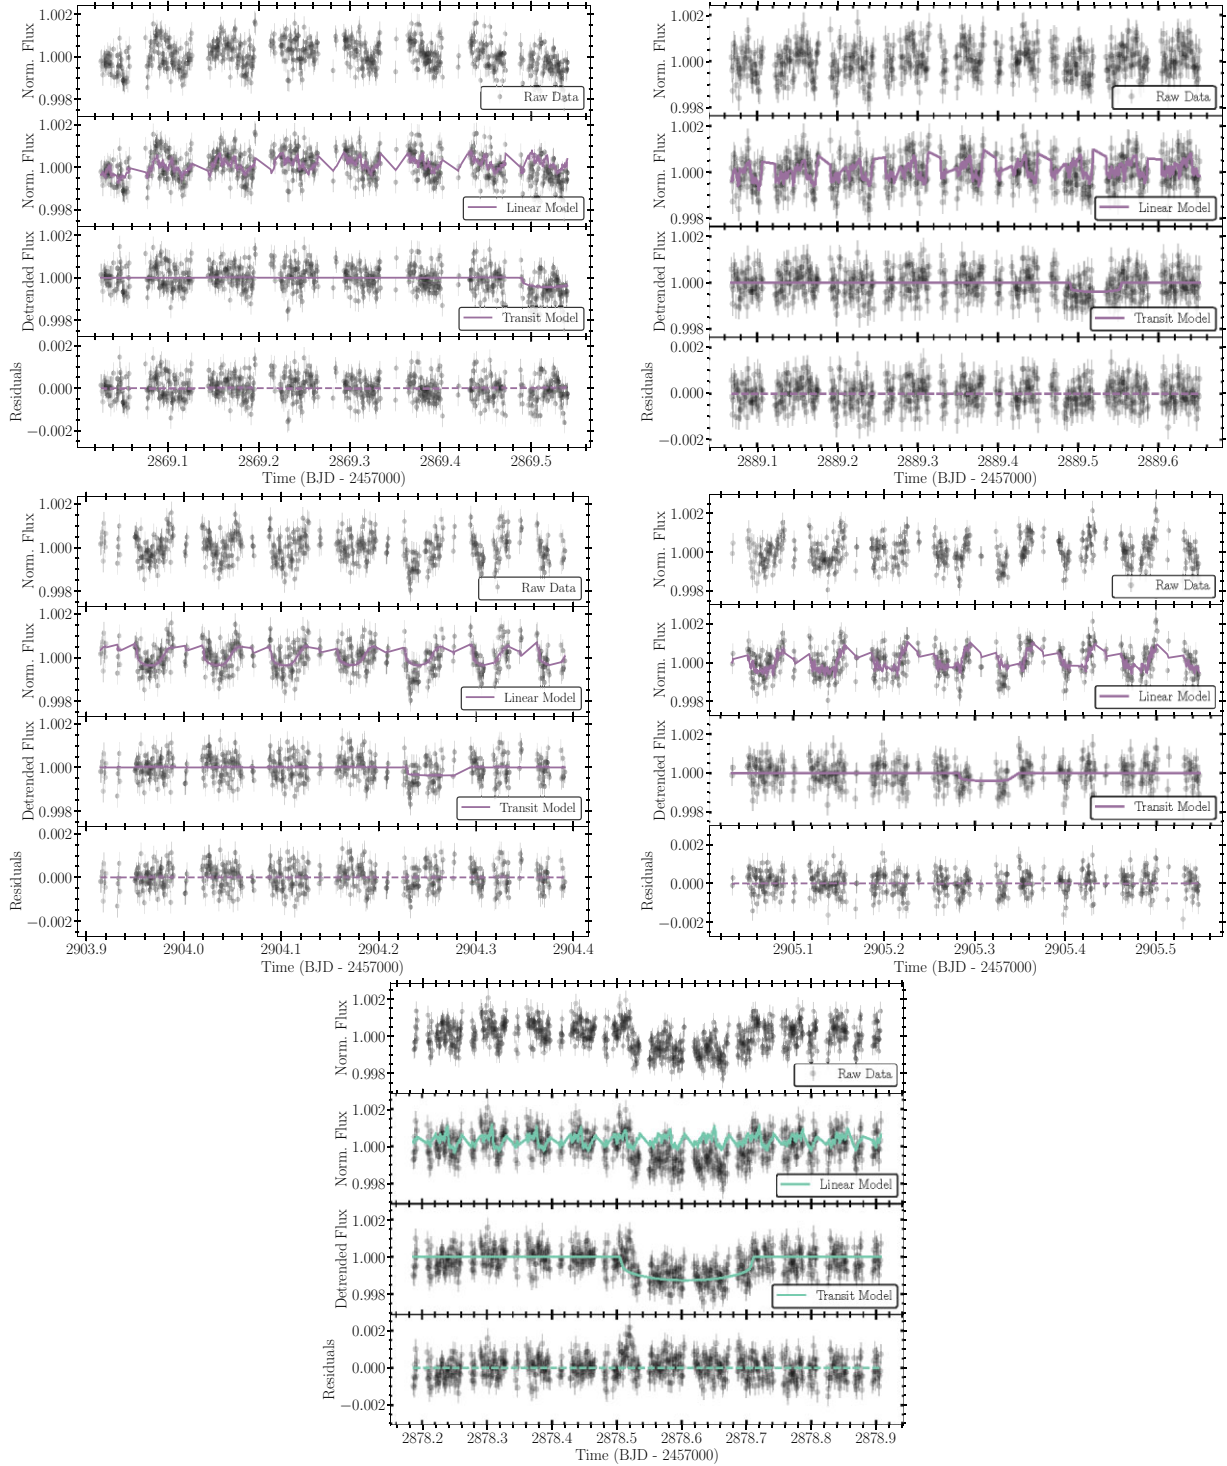 Norm. Flux
1.002
1.000
0.998
Raw Data
Norm. Flux
1.002
1.000
0.998
Linear Model
Detrended Flux
1.002
1.000
0.998
Transit Model
Residuals
0.002
0.000
−0.002
2869.1 2869.2 2869.3 2869.4 2869.5
Time (BJD - 2457000)
Norm. Flux
1.002
1.000
0.998
Raw Data
Norm. Flux
1.002
1.000
0.998
Linear Model
Detrended Flux
1.002
1.000
0.998
Transit Model
Residuals
0.002
0.000
−0.002
2889.1 2889.2 2889.3 2889.4 2889.5 2889.6
Time (BJD - 2457000)
Norm. Flux
1.002
1.000
0.998
Raw Data
Norm. Flux
1.002
1.000
0.998
Linear Model
Detrended Flux
1.002
1.000
0.998
Transit Model
Residuals
0.002
0.000
−0.002
2903.9 2904.0 2904.1 2904.2 2904.3 2904.4
Time (BJD - 2457000)
Norm. Flux
1.002
1.000
0.998
Raw Data
Norm. Flux
1.002
1.000
0.998
Linear Model
Detrended Flux
1.002
1.000
0.998
Transit Model
Residuals
0.002
0.000
−0.002
2905.1 2905.2 2905.3 2905.4 2905.5
Time (BJD - 2457000)
Norm. Flux
1.002
1.000
0.998
Raw Data
Norm. Flux
1.002
1.000
0.998
Linear Model
Detrended Flux
1.002
1.000
0.998
Transit Model
Residuals
0.002
0.000
−0.002
2878.2 2878.3 2878.4 2878.5 2878.6 2878.7 2878.8 2878.9
Time (BJD - 2457000)